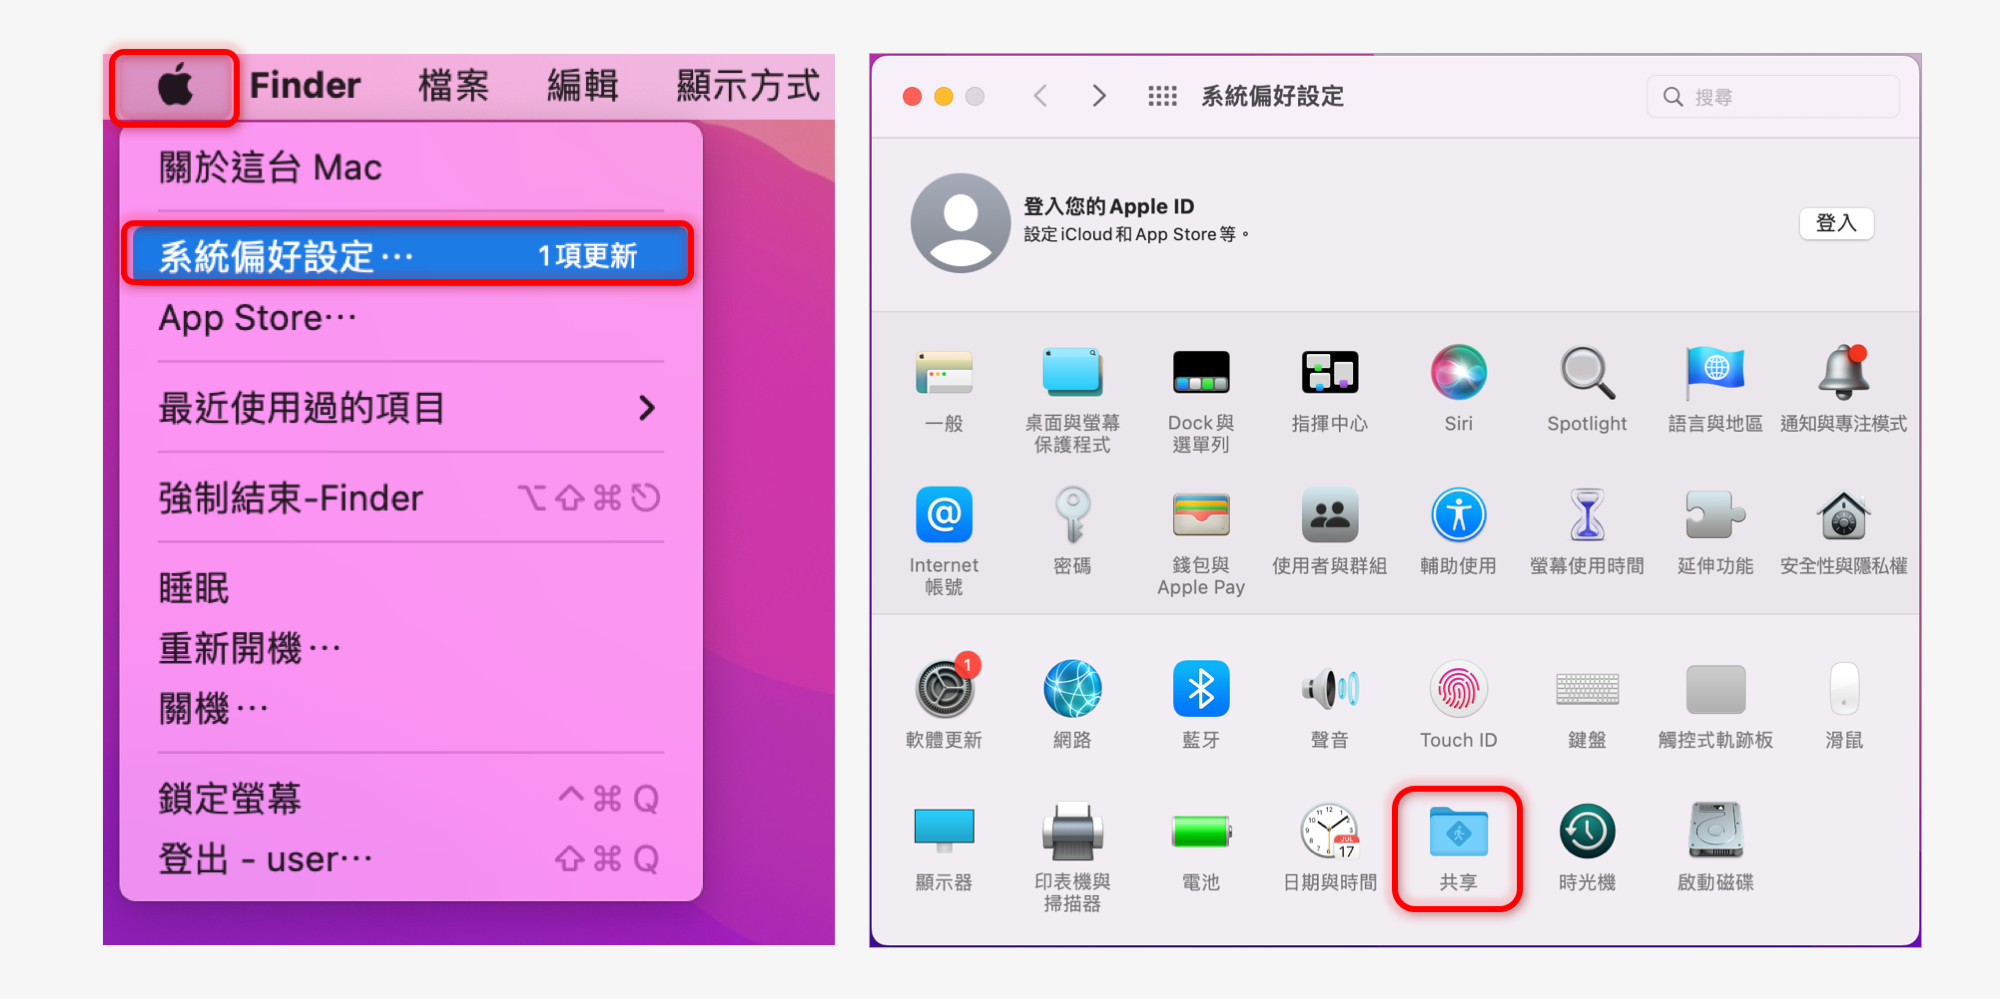 Finder 檔案 編輯 顯示方式
關於這台 Mac
系統偏好設定⋯ 1項更新
App Store⋯
最近使用過的項目
強制結束-Finder ⌥⇧⌘⎋
睡眠
重新開機⋯
關機⋯
鎖定螢幕 ^⌘Q
登出 - user⋯ ⇧⌘Q
系統偏好設定
搜尋
登入您的 Apple ID
設定 iCloud 和 App Store 等。
登入
一般
桌面與螢幕
保護程式
Dock 與
選單列
指揮中心
Siri
Spotlight
語言與地區
通知與專注模式
Internet
帳號
密碼
錢包與
Apple Pay
使用者與群組
輔助使用
螢幕使用時間
延伸功能
安全性與隱私權
1
軟體更新
網路
藍牙
聲音
Touch ID
鍵盤
觸控式軌跡板
滑鼠
顯示器
印表機與
掃描器
電池
JUL
17
日期與時間
共享
時光機
啟動磁碟